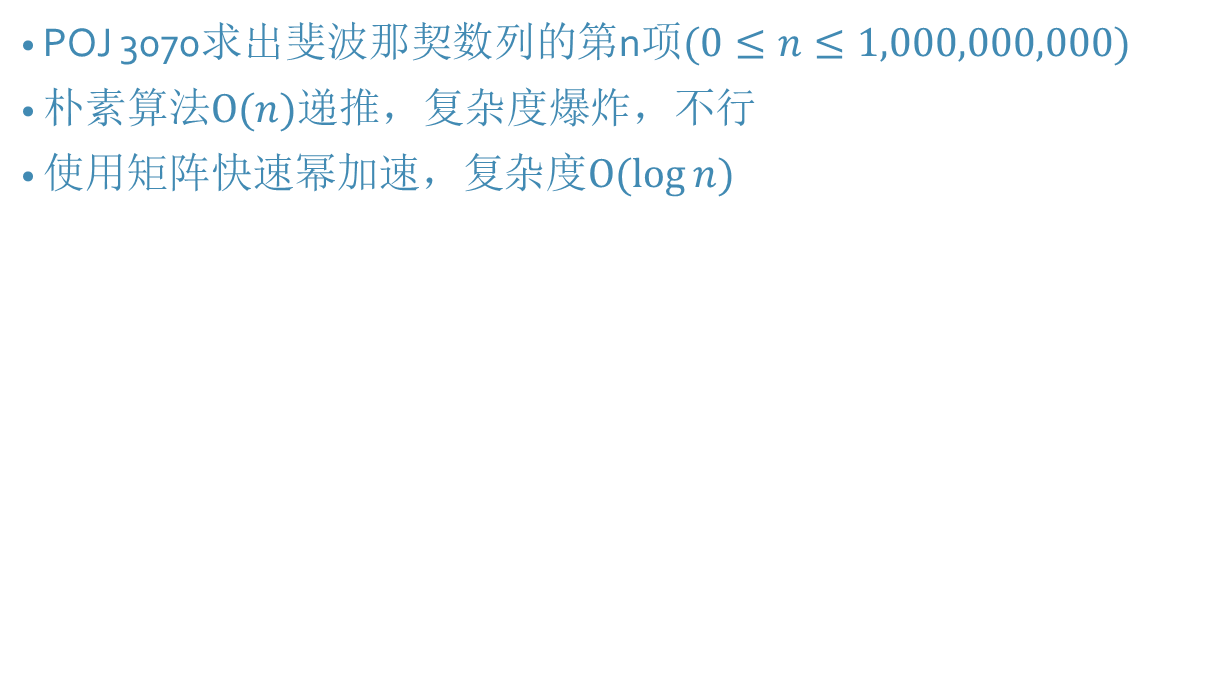 • POJ 3070求出斐波那契数列的第n项(0 ≤ n ≤ 1,000,000,000)
• 朴素算法O(n)递推，复杂度爆炸，不行
• 使用矩阵快速幂加速，复杂度O(log n)